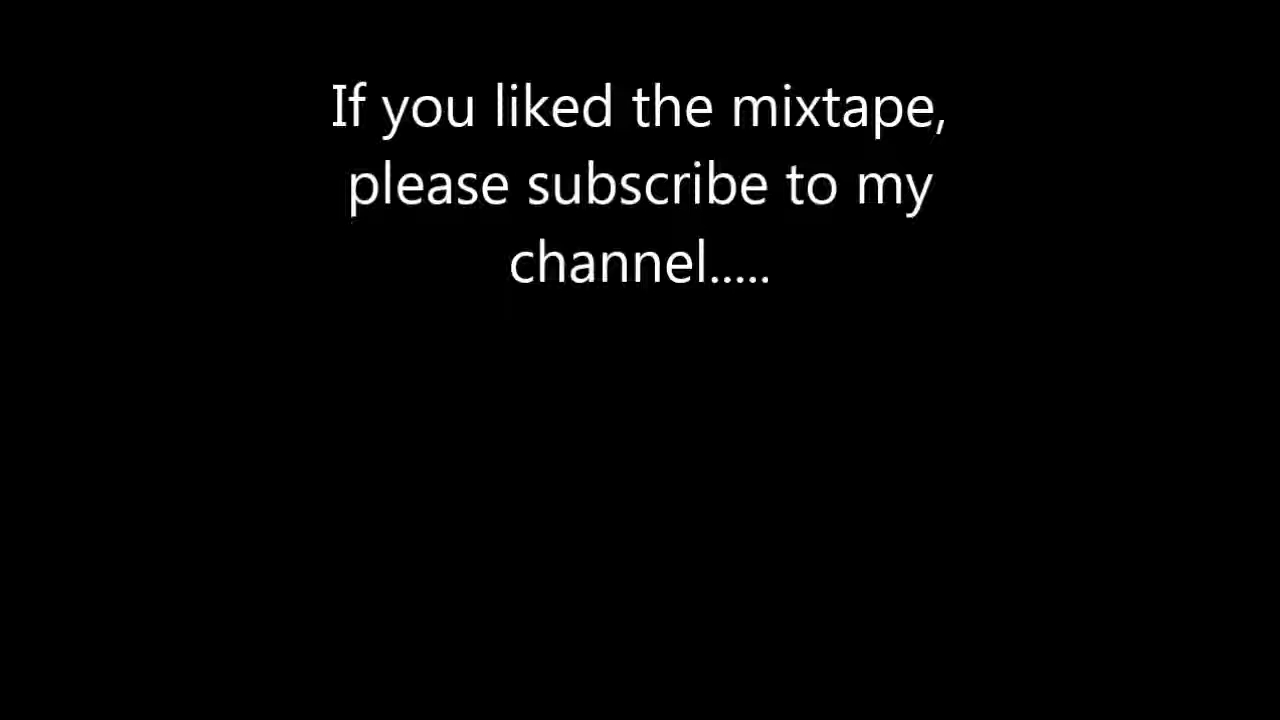 If you liked the mixtape,
please subscribe to my
channel.....